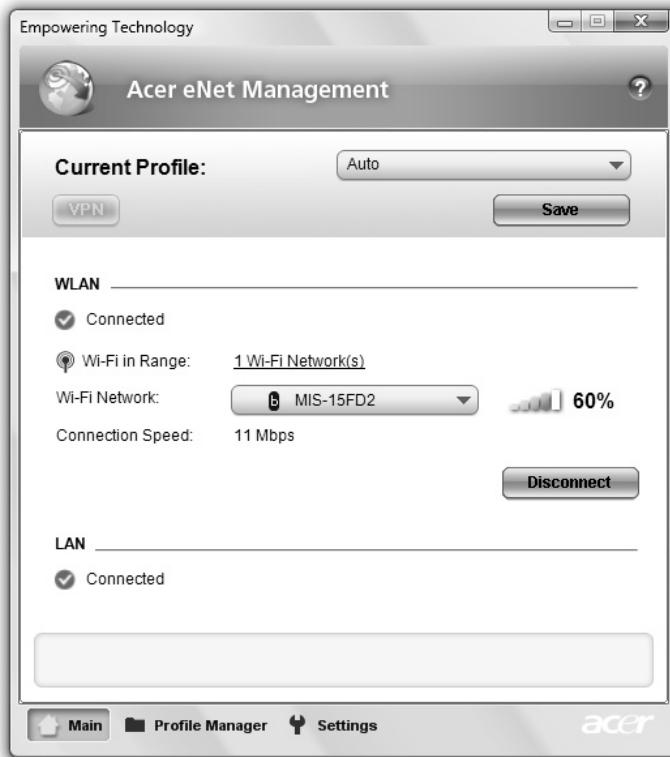 Empowering Technology
Acer eNet Management
?
Current Profile: Auto
VPN Save
WLAN
Connected
Wi-Fi in Range: 1 Wi-Fi Network(s)
Wi-Fi Network: b MIS-15FD2 60%
Connection Speed: 11 Mbps
Disconnect
LAN
Connected
Main Profile Manager Settings acer